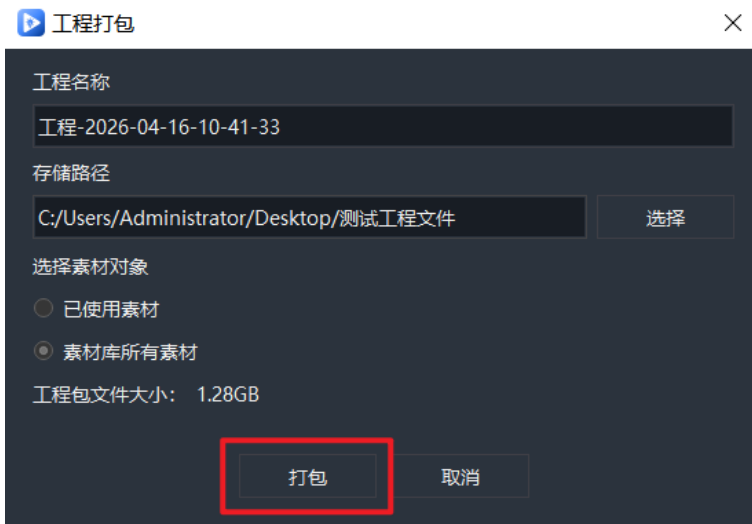 工程打包
工程名称
工程-2026-04-16-10-41-33
存储路径
C:/Users/Administrator/Desktop/测试工程文件
选择
选择素材对象
已使用素材
素材库所有素材
工程包文件大小： 1.28GB
打包
取消